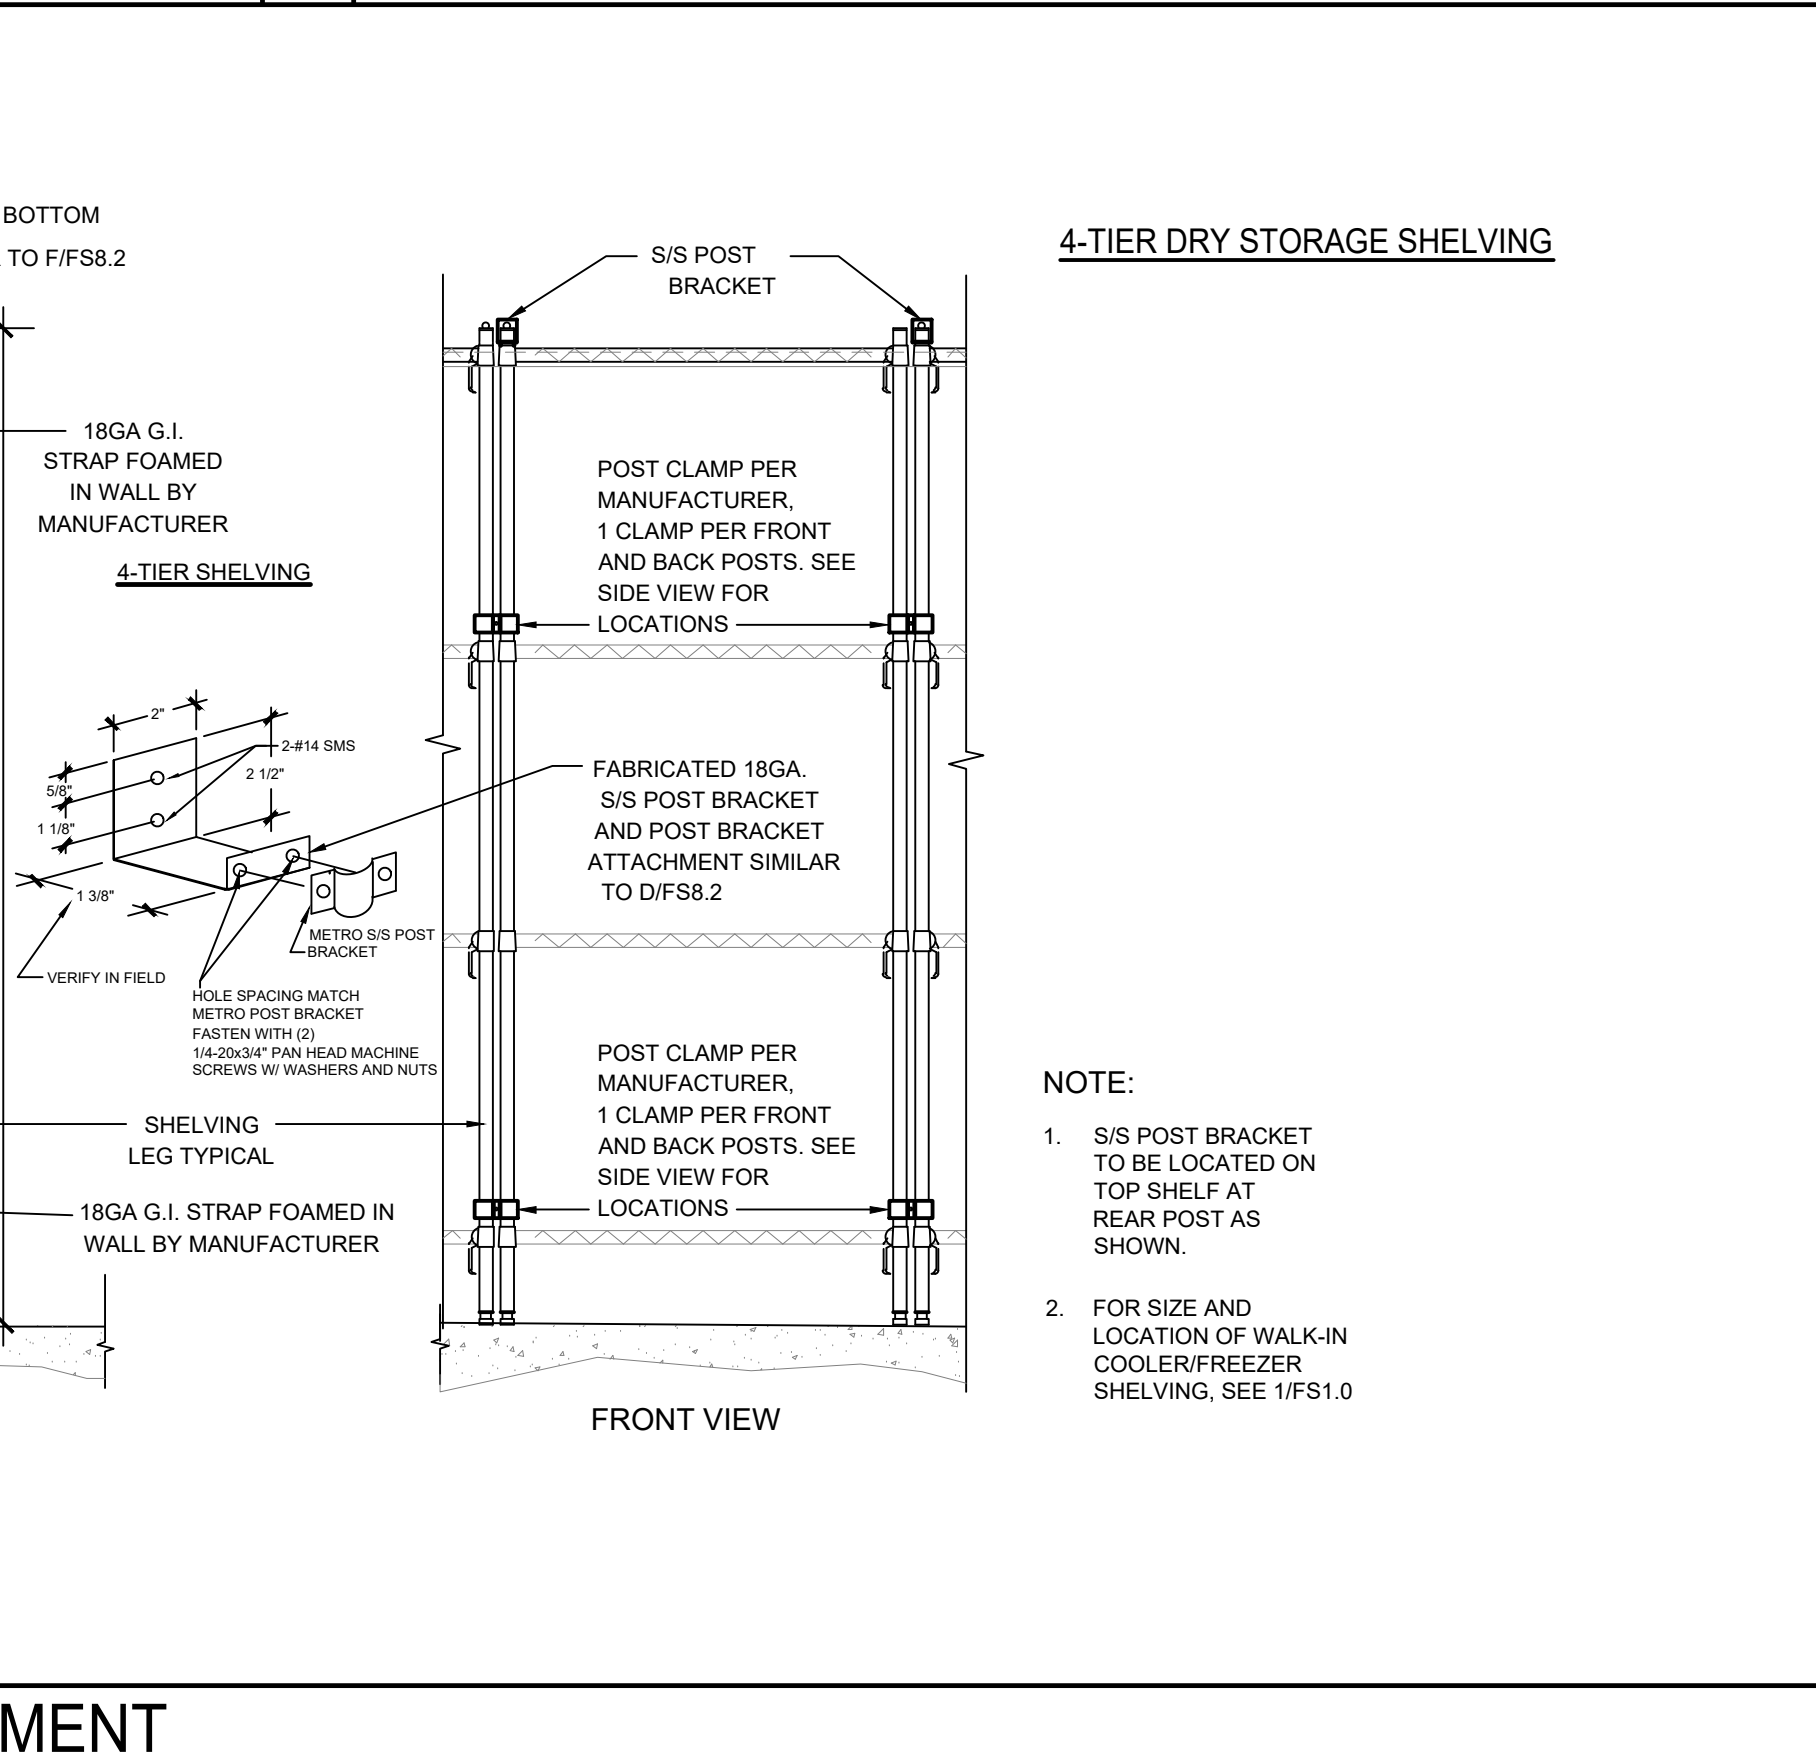 BOTTOM
TO F/FS8.2
18GA G.I.
STRAP FOAMED
IN WALL BY
MANUFACTURER
4-TIER SHELVING
2"
2-#14 SMS
2 1/2"
5/8"
1 1/8"
1 3/8"
METRO S/S POST
BRACKET
VERIFY IN FIELD
HOLE SPACING MATCH
METRO POST BRACKET
FASTEN WITH (2)
1/4-20x3/4" PAN HEAD MACHINE
SCREWS W/ WASHERS AND NUTS
SHELVING
LEG TYPICAL
18GA G.I. STRAP FOAMED IN
WALL BY MANUFACTURER
S/S POST
BRACKET
POST CLAMP PER
MANUFACTURER,
1 CLAMP PER FRONT
AND BACK POSTS. SEE
SIDE VIEW FOR
LOCATIONS
FABRICATED 18GA.
S/S POST BRACKET
AND POST BRACKET
ATTACHMENT SIMILAR
TO D/FS8.2
POST CLAMP PER
MANUFACTURER,
1 CLAMP PER FRONT
AND BACK POSTS. SEE
SIDE VIEW FOR
LOCATIONS
FRONT VIEW
4-TIER DRY STORAGE SHELVING
NOTE:
1. S/S POST BRACKET
TO BE LOCATED ON
TOP SHELF AT
REAR POST AS
SHOWN.
2. FOR SIZE AND
LOCATION OF WALK-IN
COOLER/FREEZER
SHELVING, SEE 1/FS1.0
MENT